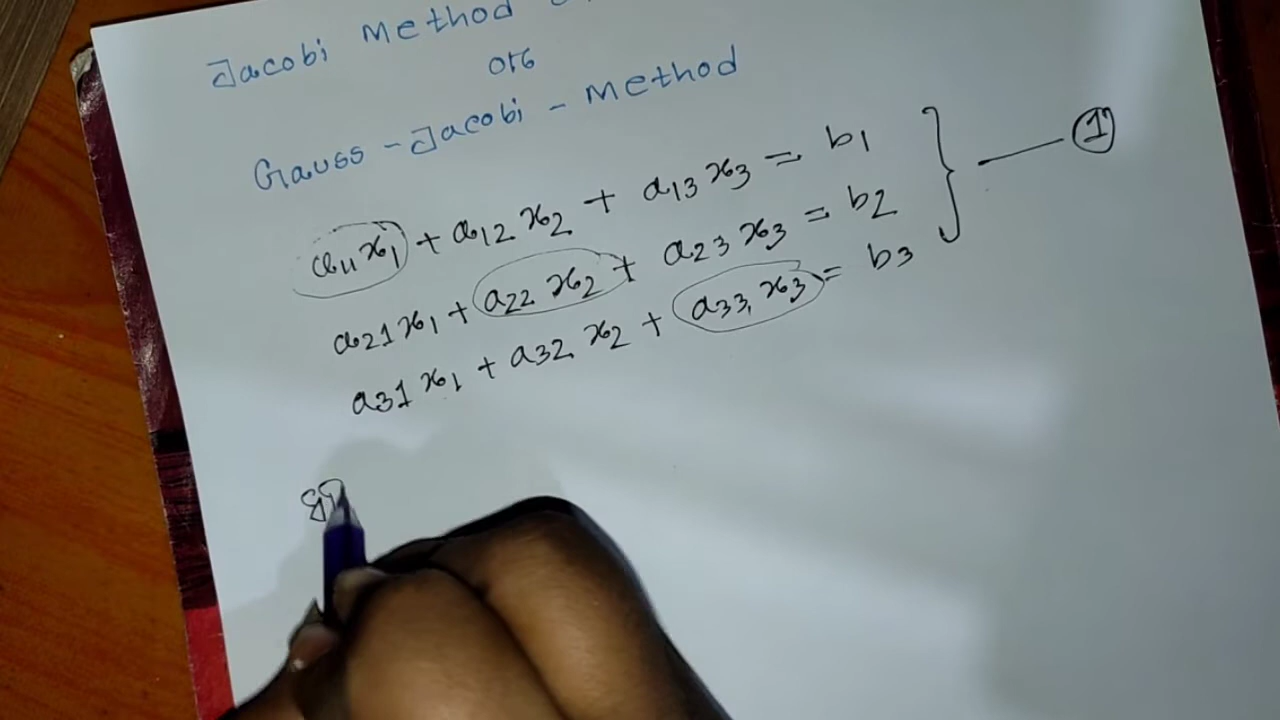 Jacobi Method
or
Gauss - Jacobi - Method
a11x1 + a12x2 + a13x3 = b1
a21x1 + a22x2 + a23x3 = b2
a31x1 + a32x2 + a33x3 = b3
1